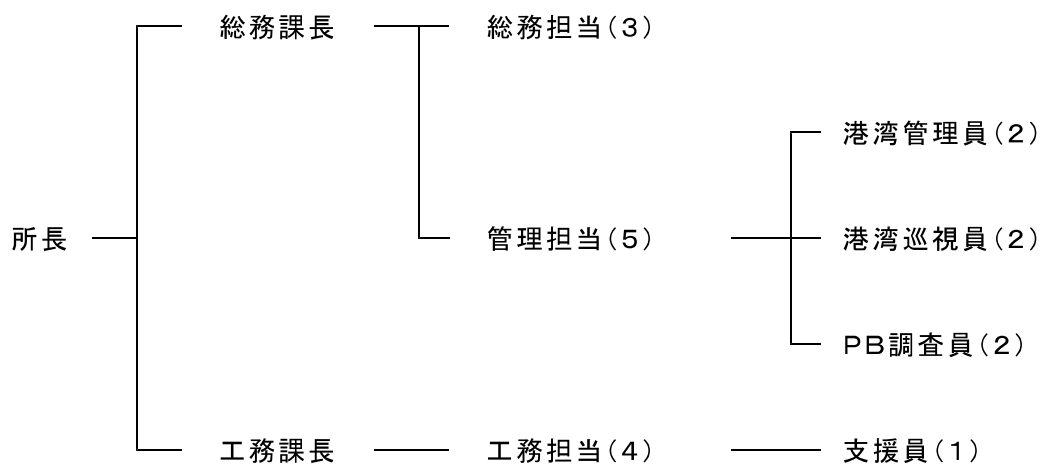 総務課長
総務担当(3)
港湾管理員(2)
所長
管理担当(5)
港湾巡視員(2)
PB調査員(2)
工務課長
工務担当(4)
支援員(1)